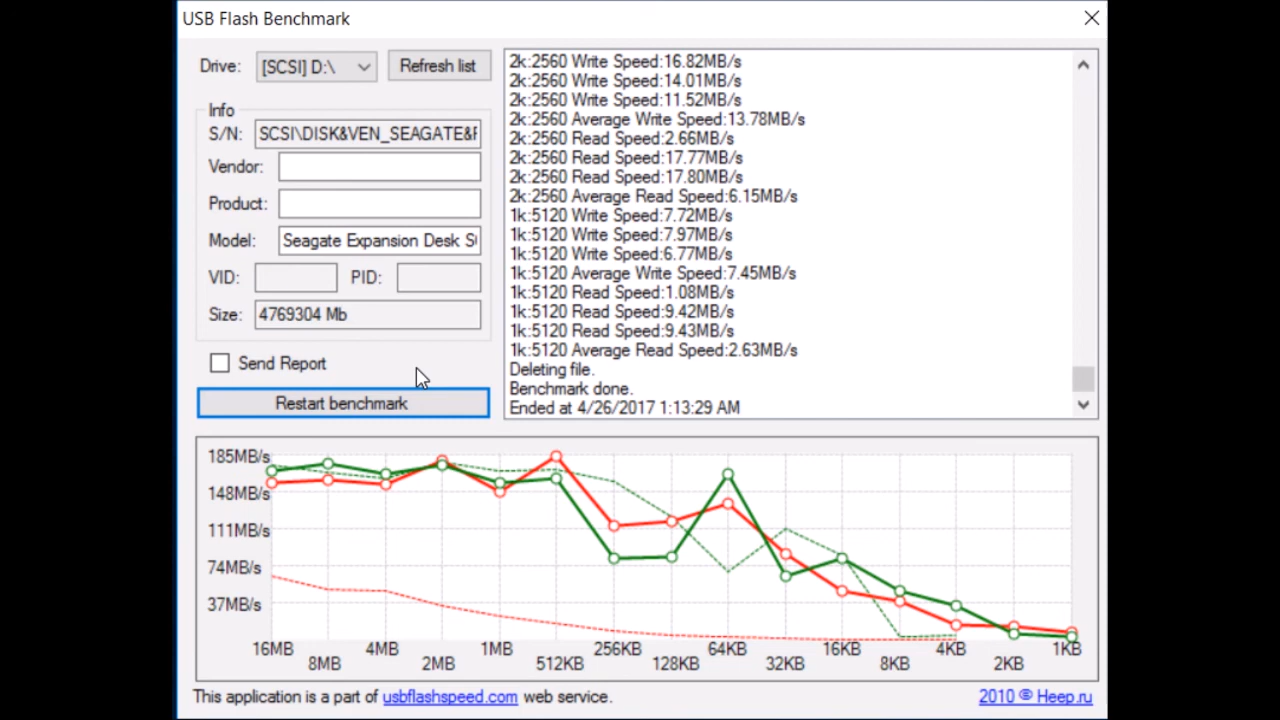 USB Flash Benchmark
Drive: [SCSI] D:\ Refresh list
Info
S/N: SCSI\DISK&VEN_SEAGATE&
Vendor:
Product:
Model: Seagate Expansion Desk
VID: PID:
Size: 4769304 Mb
Send Report
Restart benchmark
2k:2560 Write Speed:16.82MB/s
2k:2560 Write Speed:14.01MB/s
2k:2560 Write Speed:11.52MB/s
2k:2560 Average Write Speed:13.78MB/s
2k:2560 Read Speed:2.66MB/s
2k:2560 Read Speed:17.77MB/s
2k:2560 Read Speed:17.80MB/s
2k:2560 Average Read Speed:6.15MB/s
1k:5120 Write Speed:7.72MB/s
1k:5120 Write Speed:7.97MB/s
1k:5120 Write Speed:6.77MB/s
1k:5120 Average Write Speed:7.45MB/s
1k:5120 Read Speed:1.08MB/s
1k:5120 Read Speed:9.42MB/s
1k:5120 Read Speed:9.43MB/s
1k:5120 Average Read Speed:2.63MB/s
Deleting file.
Benchmark done.
Ended at 4/26/2017 1:13:29 AM
185MB/s
148MB/s
111MB/s
74MB/s
37MB/s
16MB 4MB 1MB 256KB 64KB 16KB 4KB 1KB
8MB 2MB 512KB 128KB 32KB 8KB 2KB
This application is a part of usbflashspeed.com web service.
2010 © Heep.ru